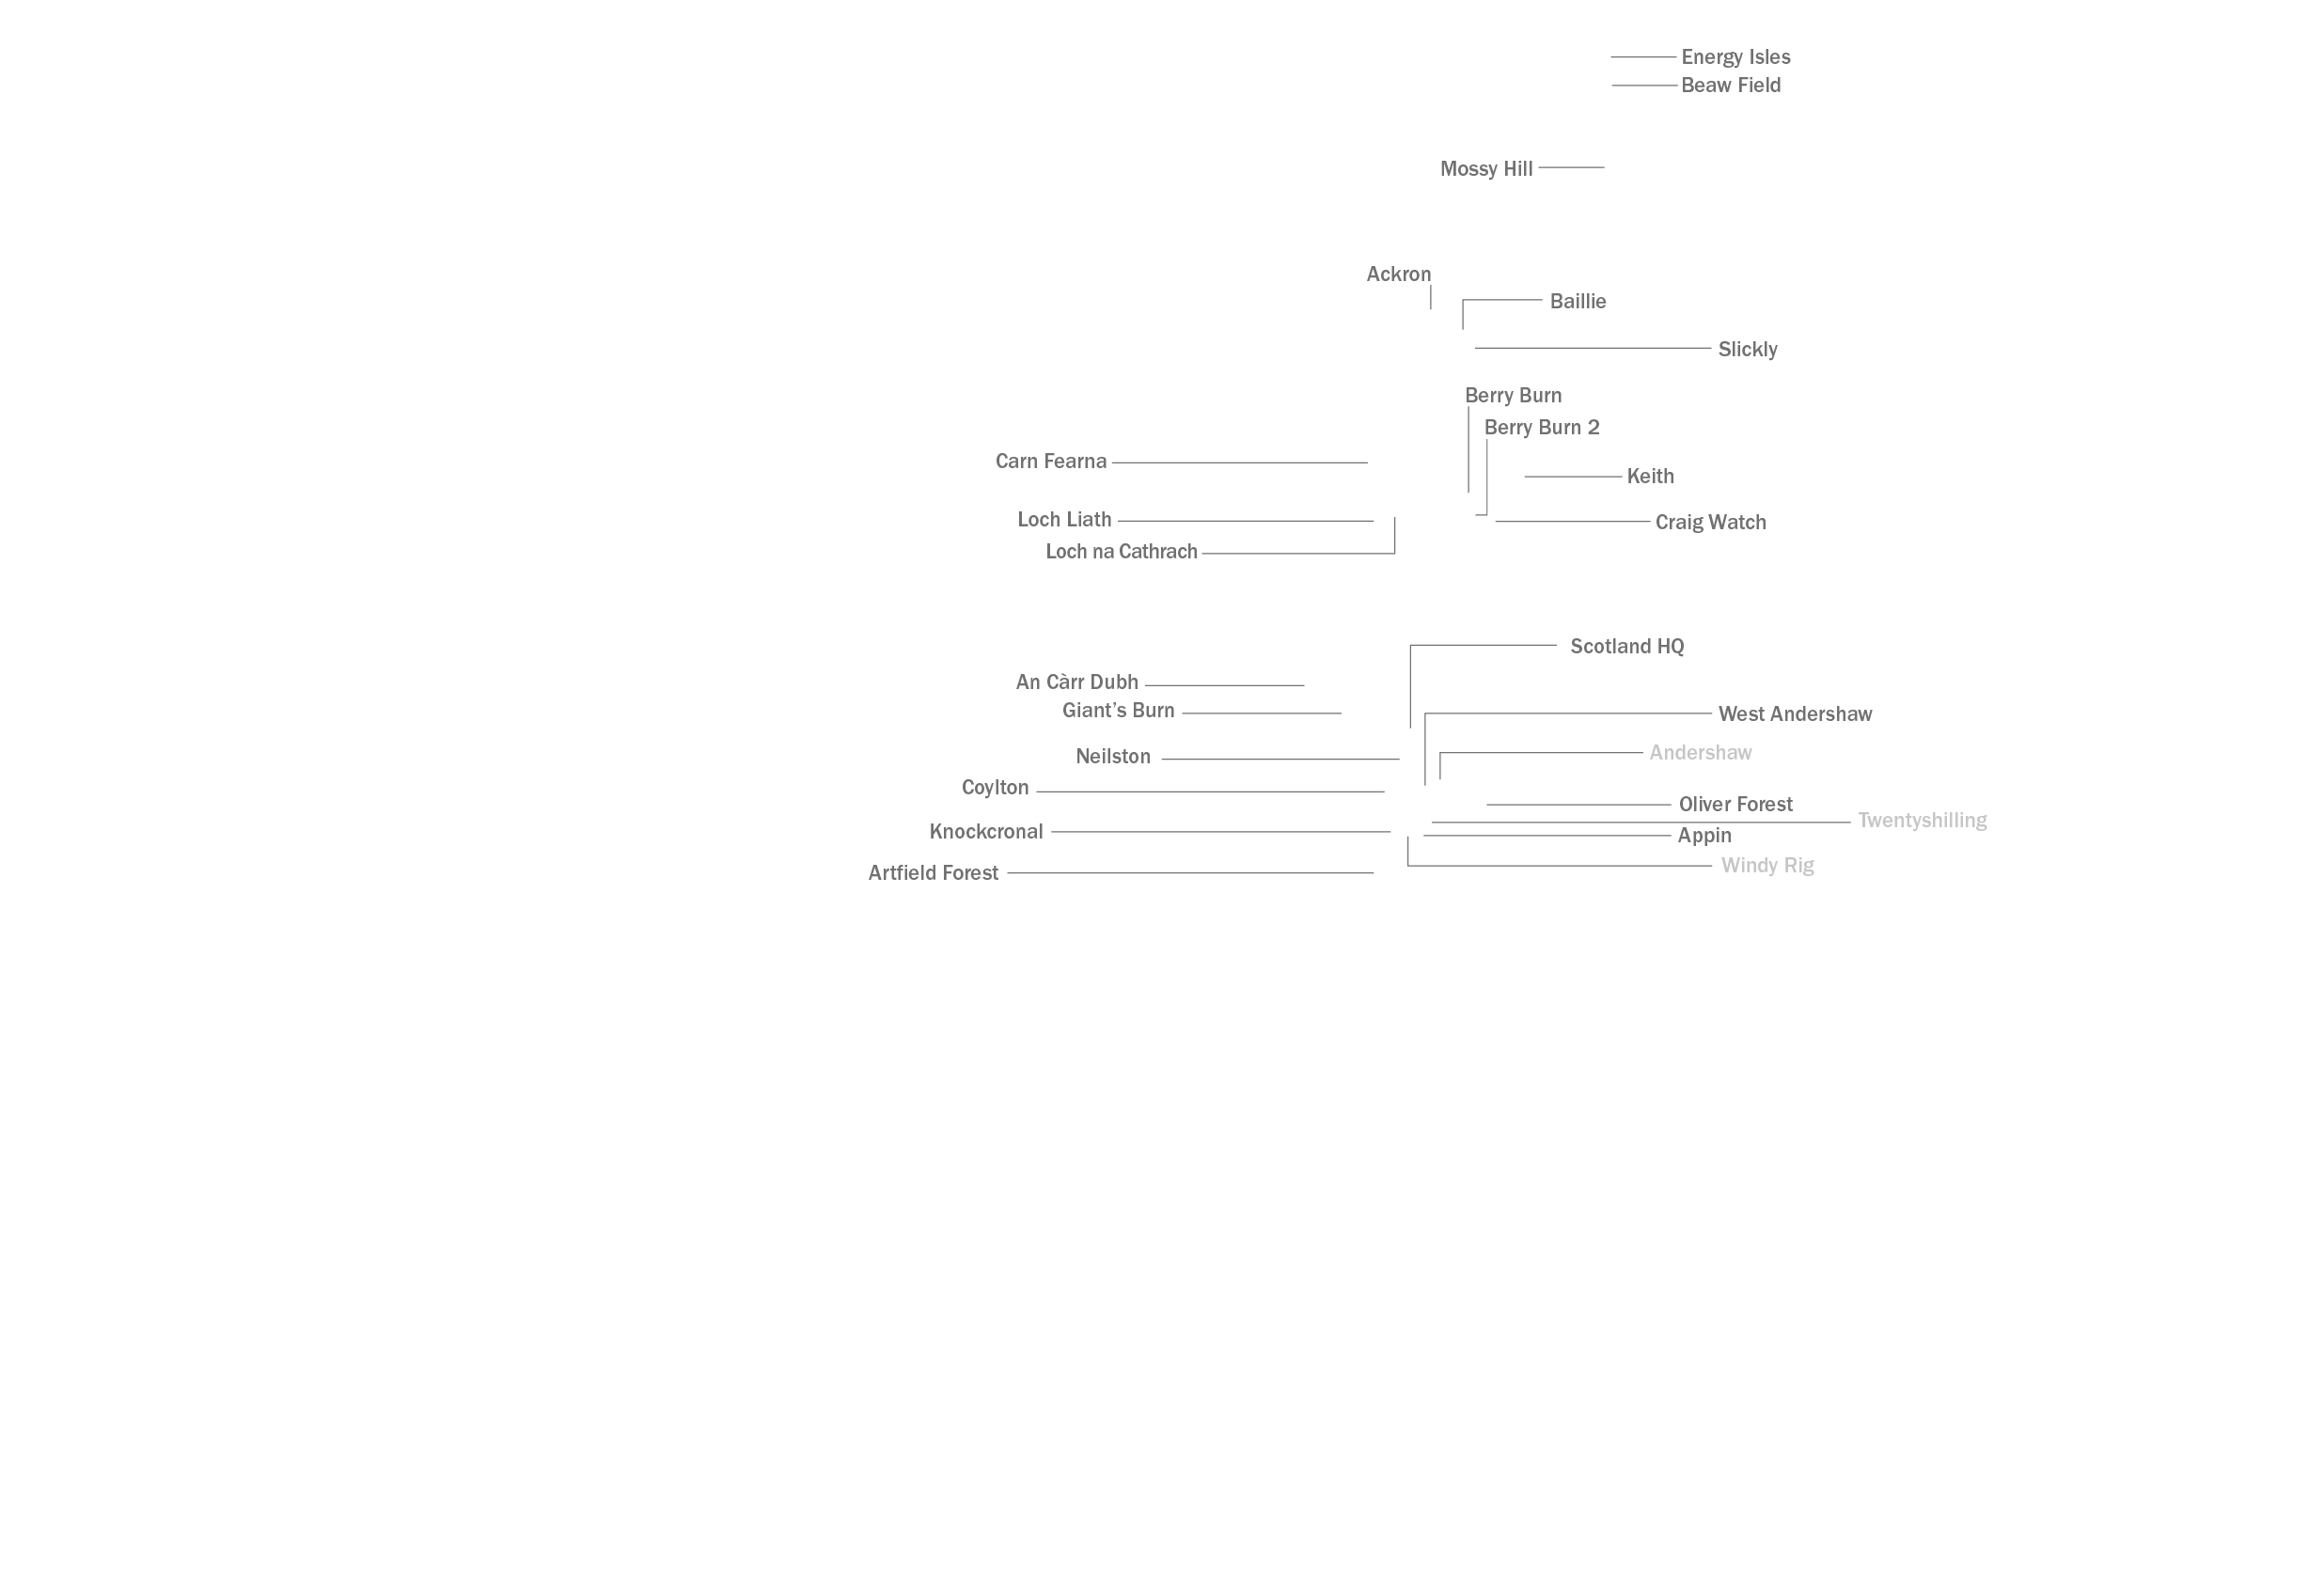 Energy Isles
Beaw Field
Mossy Hill
Ackron
Baillie
Slickly
Berry Burn
Berry Burn 2
Carn Fearna
Keith
Loch Liath
Craig Watch
Loch na Cathrach
Scotland HQ
An Càrr Dubh
Giant’s Burn
West Andershaw
Andershaw
Neilston
Coylton
Oliver Forest
Twentyshilling
Knockcronal
Appin
Windy Rig
Artfield Forest